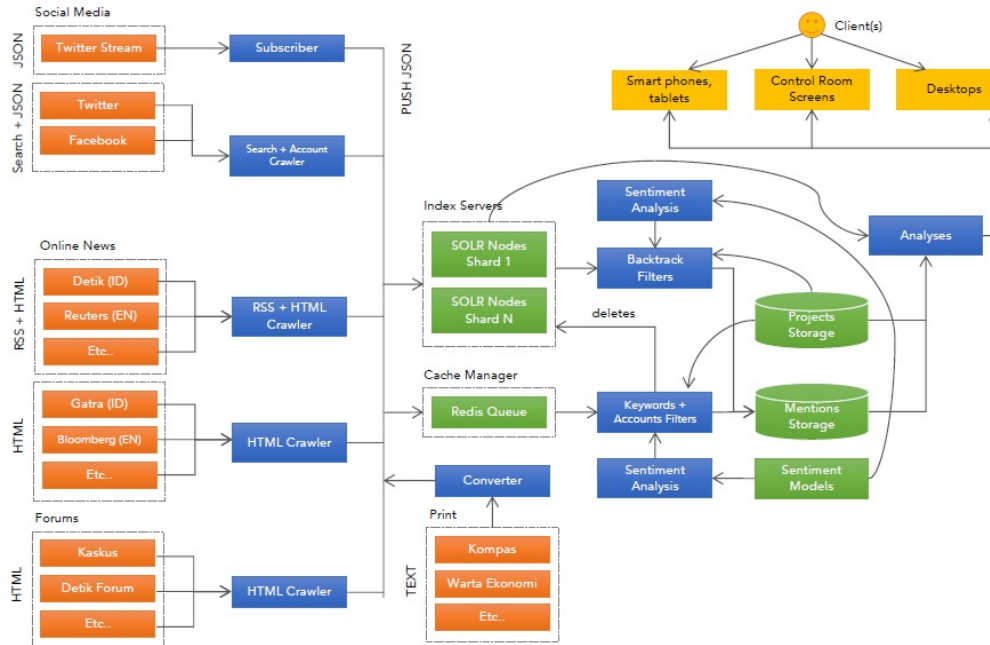 Social Media
JSON
Twitter Stream
Subscriber
Search + JSON
Twitter
Facebook
Search + Account
Crawler
PUSH JSON
Client(s)
Smart phones,
tablets
Control Room
Screens
Desktops
Online News
RSS + HTML
Detik (ID)
Reuters (EN)
Etc..
RSS + HTML
Crawler
HTML
Gatra (ID)
Bloomberg (EN)
Etc..
HTML Crawler
Forums
HTML
Kaskus
Detik Forum
Etc..
HTML Crawler
Index Servers
SOLR Nodes
Shard 1
SOLR Nodes
Shard N
Cache Manager
Redis Queue
Converter
Print
TEXT
Kompas
Warta Ekonomi
Etc..
Sentiment
Analysis
Backtrack
Filters
deletes
Keywords +
Accounts Filters
Sentiment
Analysis
Analyses
Projects
Storage
Mentions
Storage
Sentiment
Models